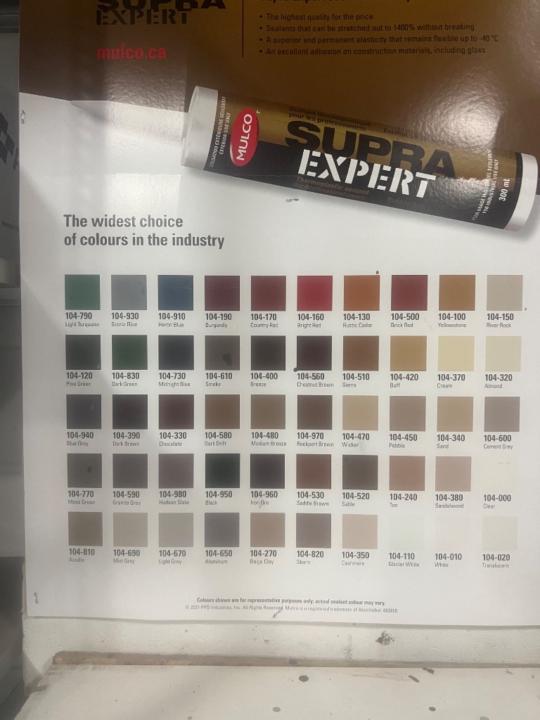 SUPRA
EXPERT
mulco.ca
• The highest quality for the price
• Sealants that can be stretched out to 1400% without breaking
• A superior and permanent elasticity that remains flexible up to -40 °C
• An excellent adhesion on construction materials, including glass
MULCO
SUPRA
EXPERT
300 ml
The widest choice
of colours in the industry
104-790 104-930 104-910 104-190 104-170 104-160 104-130 104-500 104-100 104-150
Light Turquoise Storm Blue North Blue Burgundy Country Red Bright Red Rustic Cedar Brick Red Yellowstone River Rock
104-120 104-830 104-730 104-610 104-400 104-560 104-510 104-420 104-370 104-320
Pine Green Dark Green Midnight Blue Smoke Breeze Chestnut Brown Sierra Buff Cream Almond
104-940 104-390 104-330 104-580 104-480 104-970 104-470 104-450 104-340 104-600
Blue Grey Dark Brown Chocolate Dark Drift Medium Bronze Rockport Brown Wicker Pebble Sand Cement Grey
104-770 104-590 104-980 104-950 104-960 104-530 104-520 104-240 104-380 104-000
Moss Green Granite Grey Hudson Slate Black Iron Ore Saddle Brown Sable Tan Sandalwood Clear
104-810 104-690 104-670 104-650 104-270 104-820 104-350 104-110 104-010 104-020
Mist Grey Light Grey Aluminum Beige Clay Storm Cashmere Glacier White White Translucent
Colours shown are for representative purposes only; actual sealant colour may vary.